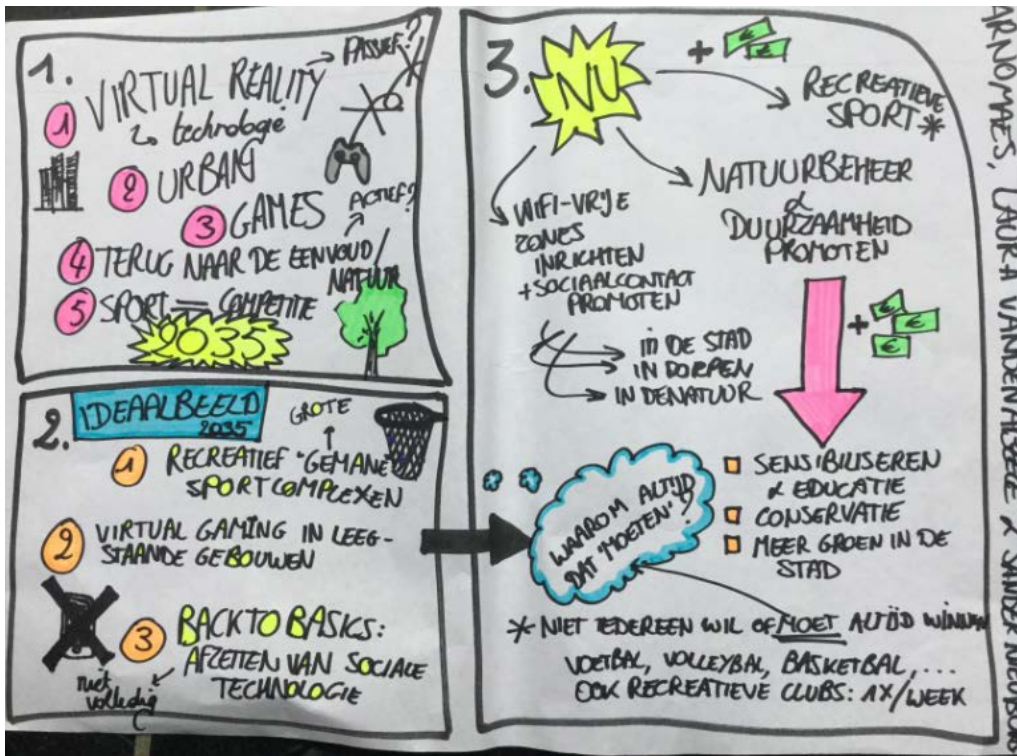 1.
1 VIRTUAL REALITY → PASSIEF?
↳ technologie
2 URBAN
3 GAMES
ACTIEF?
4 TERUG NAAR DE EENVOUD/
NATUUR
5 SPORT = COMPETITIE
2035
2. IDEAALBEELD
2035
GROTE
1 RECREATIEF "GEMANE"
SPORTCOMPLEXEN
2 VIRTUAL GAMING IN LEEG-
STAANDE GEBOUWEN
3 BACK TO BASICS:
AFZETTEN VAN SOCIALE
TECHNOLOGIE
niet
volledig
3. NU
+ € €
RECREATIEVE
SPORT *
NATUURBEHEER
&
DUURZAAMHEID
PROMOTEN
WIFI-VRIJE
ZONES
INRICHTEN
+ SOCIAALCONTACT
PROMOTEN
in DE STAD
IN DORPEN
IN DE NATUUR
+ € € €
SENSIBILISEREN
& EDUCATIE
CONSERVATIE
MEER GROEN IN DE
STAD
WAAROM ALTIJD
DAT 'MOETEN'?
* NIET IEDEREEN WIL OF MOET ALTIJD WINNEN
VOETBAL, VOLLEYBAL, BASKETBAL, ...
OOK RECREATIEVE CLUBS: 1X/WEEK
LAURA VANDENABEELE & SANDER